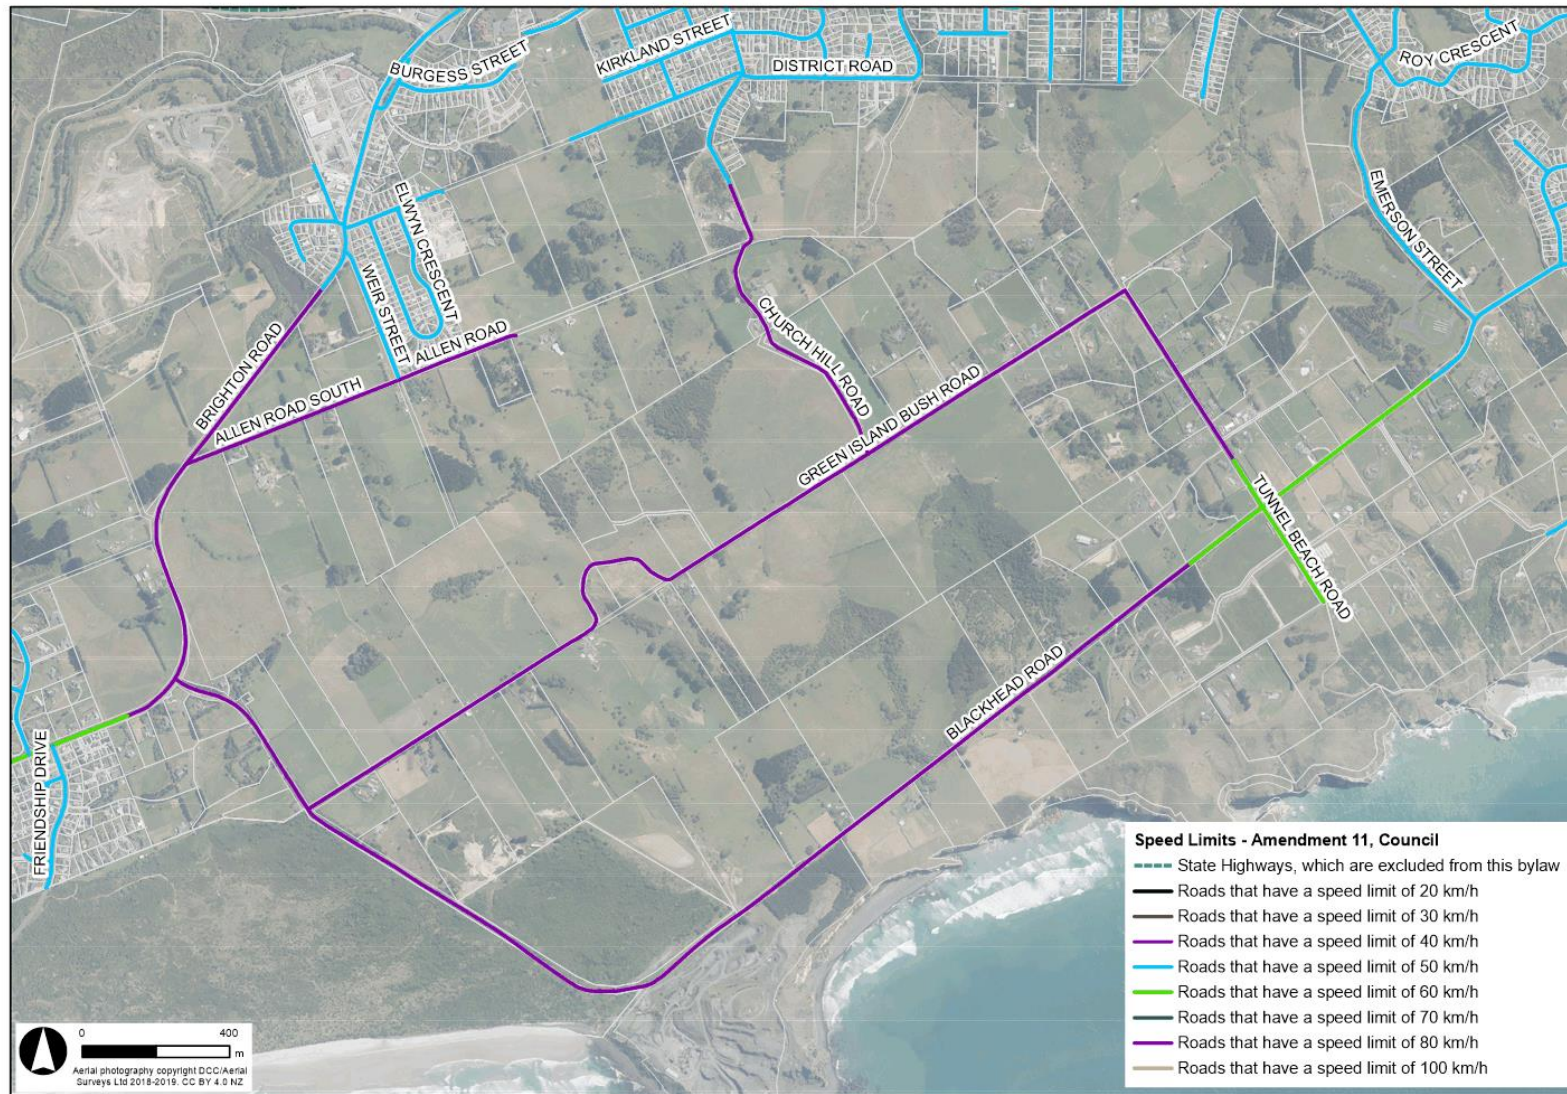 BURGESS STREET
KIRKLAND STREET
DISTRICT ROAD
ROY CRESCENT
ELWYN CRESCENT
EMERSON STREET
WEIR STREET
BRIGHTON ROAD
ALLEN ROAD
CHURCH HILL ROAD
ALLEN ROAD SOUTH
GREEN ISLAND BUSH ROAD
TUNNEL BEACH ROAD
BLACKHEAD ROAD
FRIENDSHIP DRIVE
Speed Limits - Amendment 11, Council
State Highways, which are excluded from this bylaw
Roads that have a speed limit of 20 km/h
Roads that have a speed limit of 30 km/h
Roads that have a speed limit of 40 km/h
Roads that have a speed limit of 50 km/h
Roads that have a speed limit of 60 km/h
Roads that have a speed limit of 70 km/h
Roads that have a speed limit of 80 km/h
Roads that have a speed limit of 100 km/h
0 400
m
Aerial photography copyright DCC/Aerial
Surveys Ltd 2018-2019. CC BY 4.0 NZ